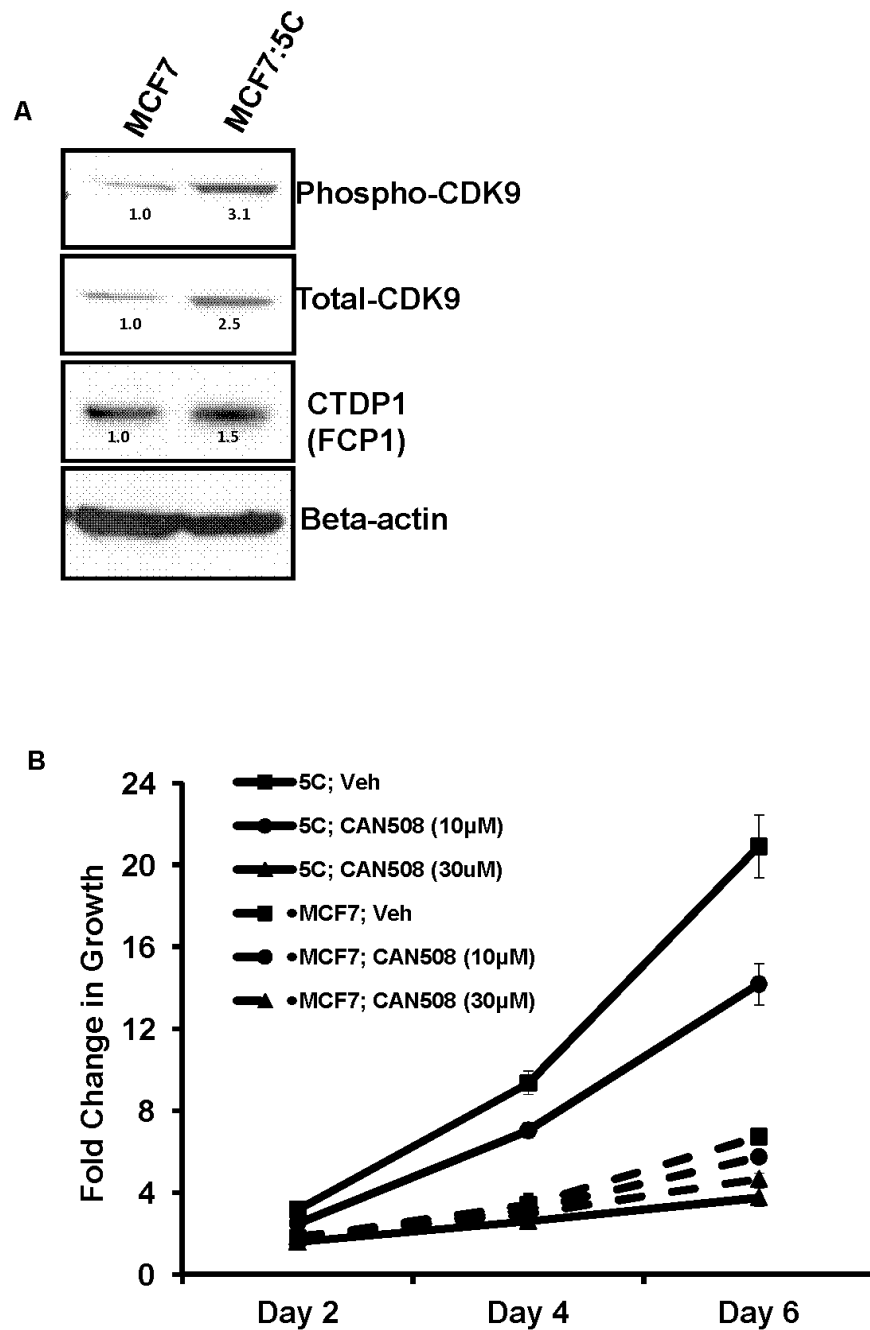 A
MCF7
MCF7:5C
Phospho-CDK9
1.0
3.1
Total-CDK9
1.0
2.5
CTDP1
(FCP1)
1.0
1.5
Beta-actin
B
24
20
16
12
8
4
0
Fold Change in Growth
5C; Veh
5C; CAN508 (10µM)
5C; CAN508 (30uM)
MCF7; Veh
MCF7; CAN508 (10µM)
MCF7; CAN508 (30µM)
Day 2
Day 4
Day 6